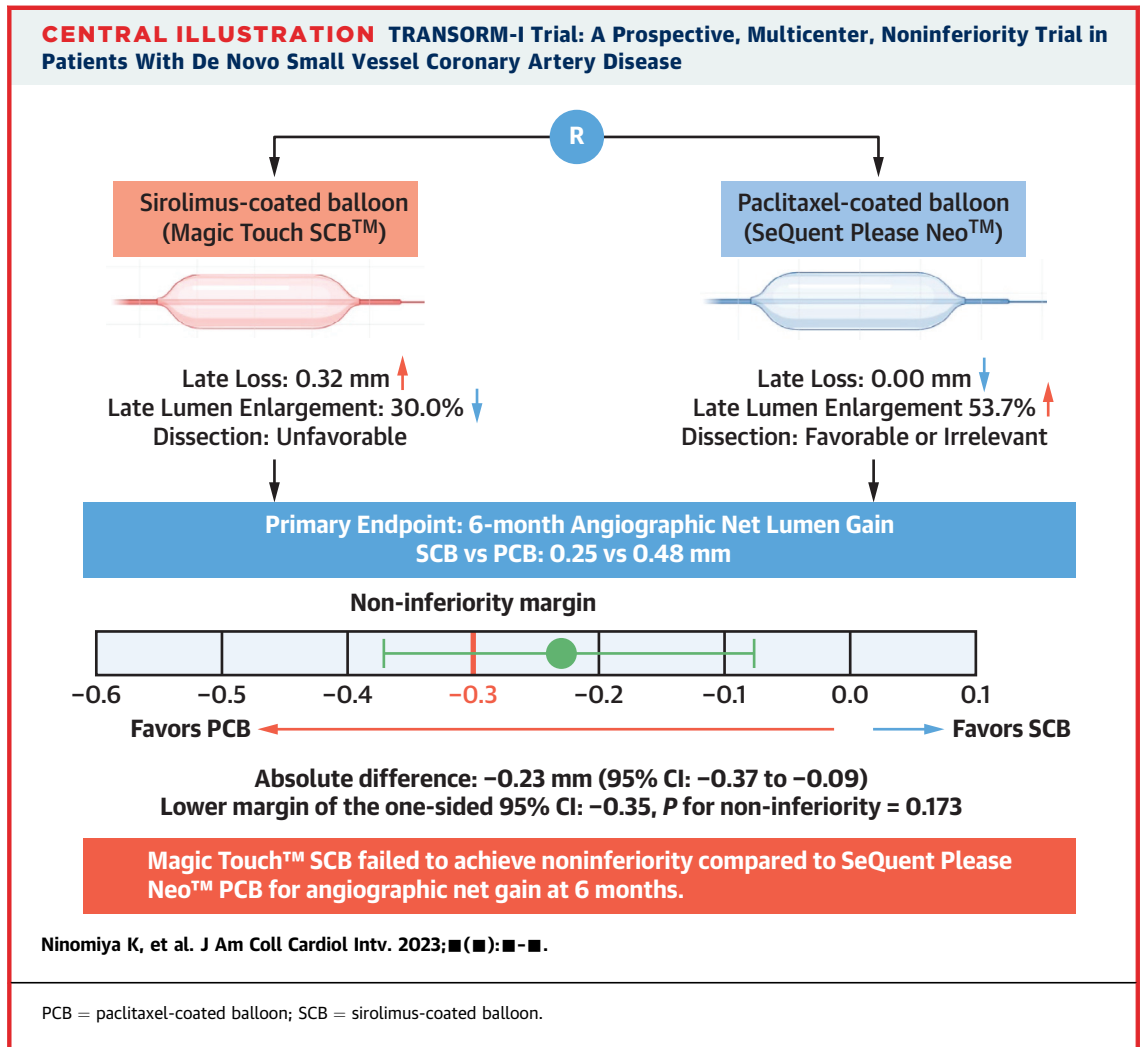 CENTRAL ILLUSTRATION TRANSORM-I Trial: A Prospective, Multicenter, Noninferiority Trial in
Patients With De Novo Small Vessel Coronary Artery Disease
R
Sirolimus-coated balloon
(Magic Touch SCB™)
Paclitaxel-coated balloon
(SeQuent Please Neo™)
Late Loss: 0.32 mm ↑
Late Lumen Enlargement: 30.0% ↓
Dissection: Unfavorable
Late Loss: 0.00 mm ↓
Late Lumen Enlargement 53.7% ↑
Dissection: Favorable or Irrelevant
Primary Endpoint: 6-month Angiographic Net Lumen Gain
SCB vs PCB: 0.25 vs 0.48 mm
Non-inferiority margin
−0.6 −0.5 −0.4 −0.3 −0.2 −0.1 0.0 0.1
Favors PCB Favors SCB
Absolute difference: −0.23 mm (95% CI: −0.37 to −0.09)
Lower margin of the one-sided 95% CI: −0.35, P for non-inferiority = 0.173
Magic Touch™ SCB failed to achieve noninferiority compared to SeQuent Please
Neo™ PCB for angiographic net gain at 6 months.
Ninomiya K, et al. J Am Coll Cardiol Intv. 2023;■(■):■-■.
PCB = paclitaxel-coated balloon; SCB = sirolimus-coated balloon.